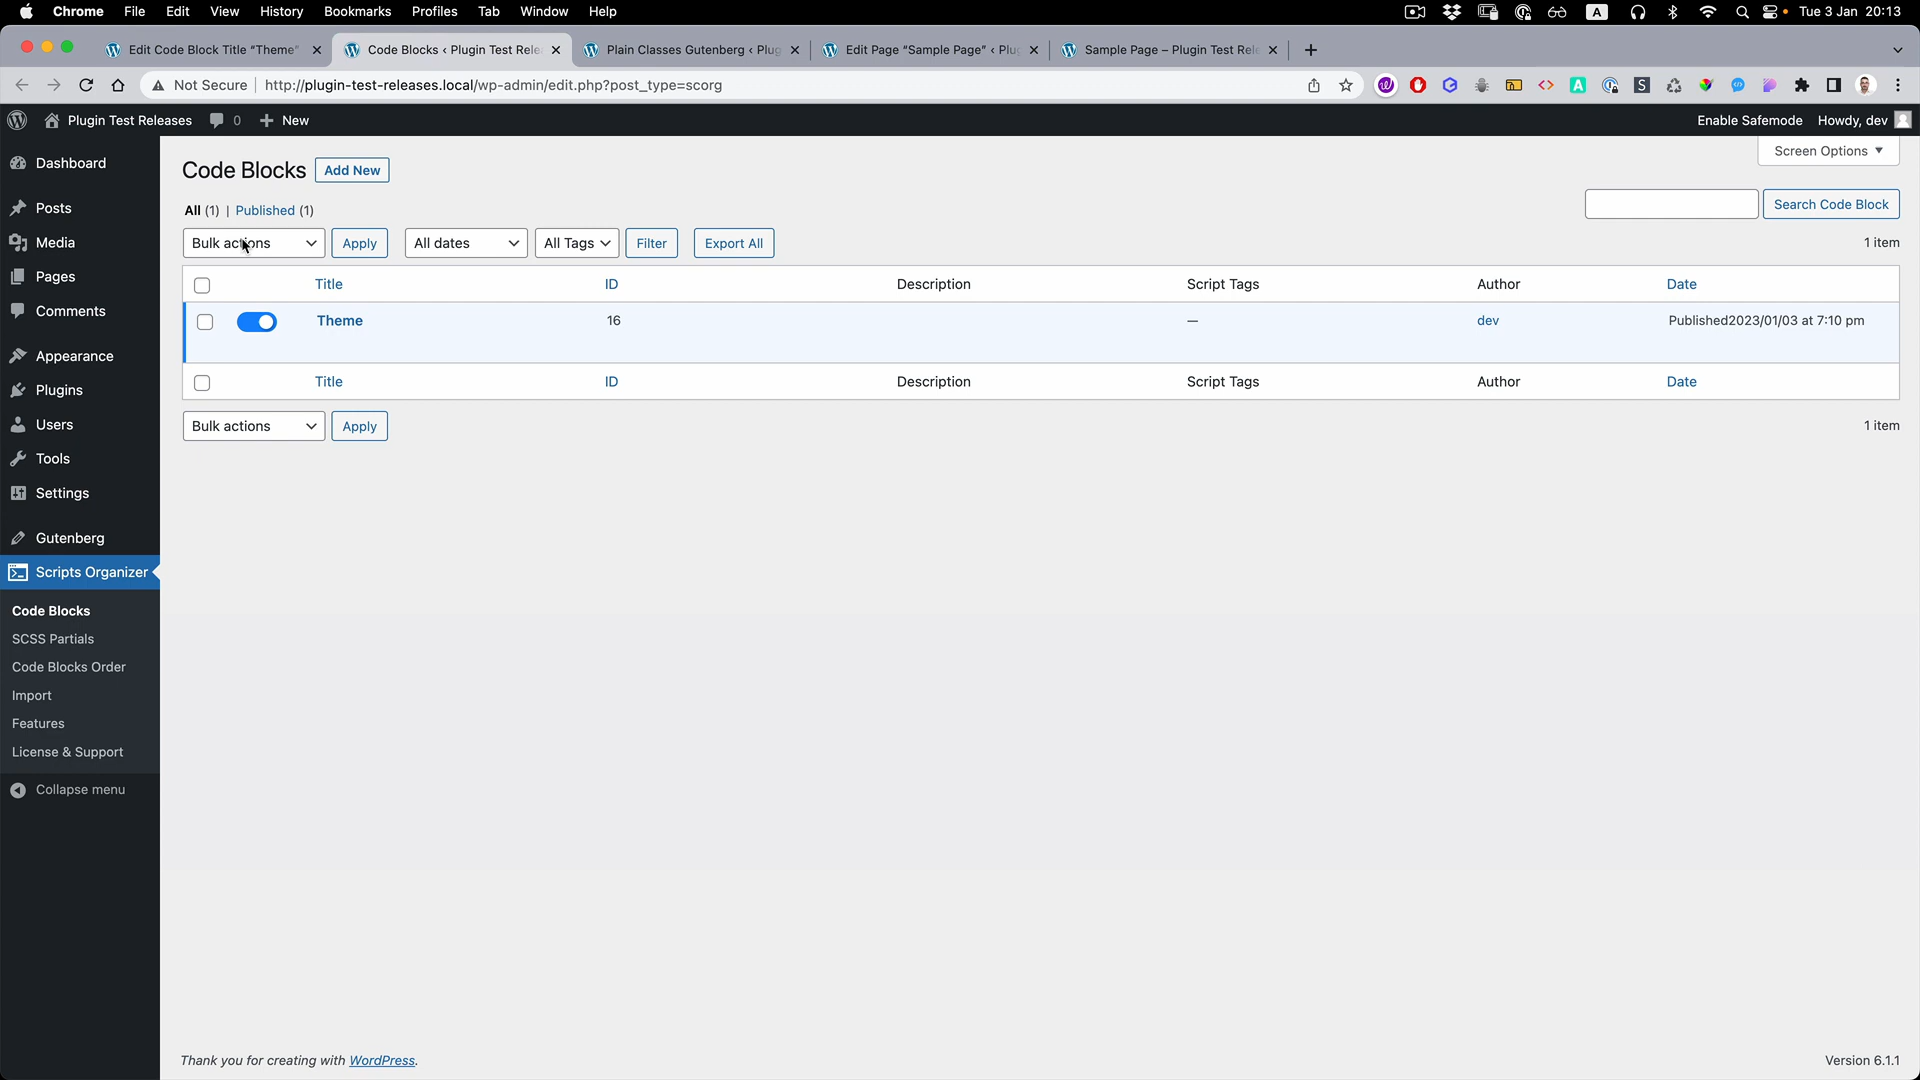 Chrome File Edit View History Bookmarks Profiles Tab Window Help A Tue 3 Jan 20:13
Edit Code Block Title “Theme” Code Blocks ‹ Plugin Test Rele Plain Classes Gutenberg ‹ Plug Edit Page “Sample Page” ‹ Plu Sample Page – Plugin Test Rele
Not Secure http://plugin-test-releases.local/wp-admin/edit.php?post_type=scorg
Plugin Test Releases 0 New Enable Safemode Howdy, dev
Dashboard
Posts
Media
Pages
Comments
Appearance
Plugins
Users
Tools
Settings
Gutenberg
Scripts Organizer
Code Blocks
SCSS Partials
Code Blocks Order
Import
Features
License & Support
Collapse menu
Screen Options
Code Blocks Add New
All (1) | Published (1)
Search Code Block
Bulk actions Apply All dates All Tags Filter Export All 1 item
Title ID Description Script Tags Author Date
Theme 16 — dev Published2023/01/03 at 7:10 pm
Title ID Description Script Tags Author Date
Bulk actions Apply 1 item
Thank you for creating with WordPress. Version 6.1.1